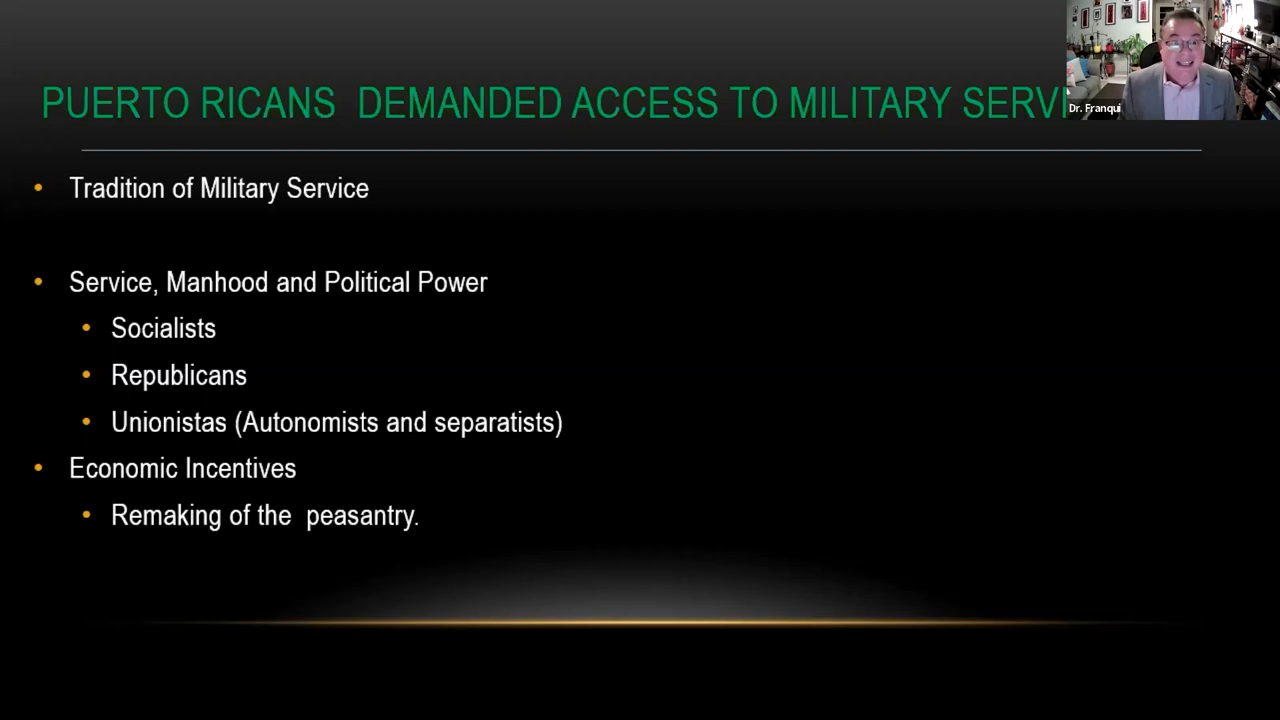 PUERTO RICANS DEMANDED ACCESS TO MILITARY
Dr. Franqui
Tradition of Military Service
Service, Manhood and Political Power
Socialists
Republicans
Unionistas (Autonomists and separatists)
Economic Incentives
Remaking of the peasantry.